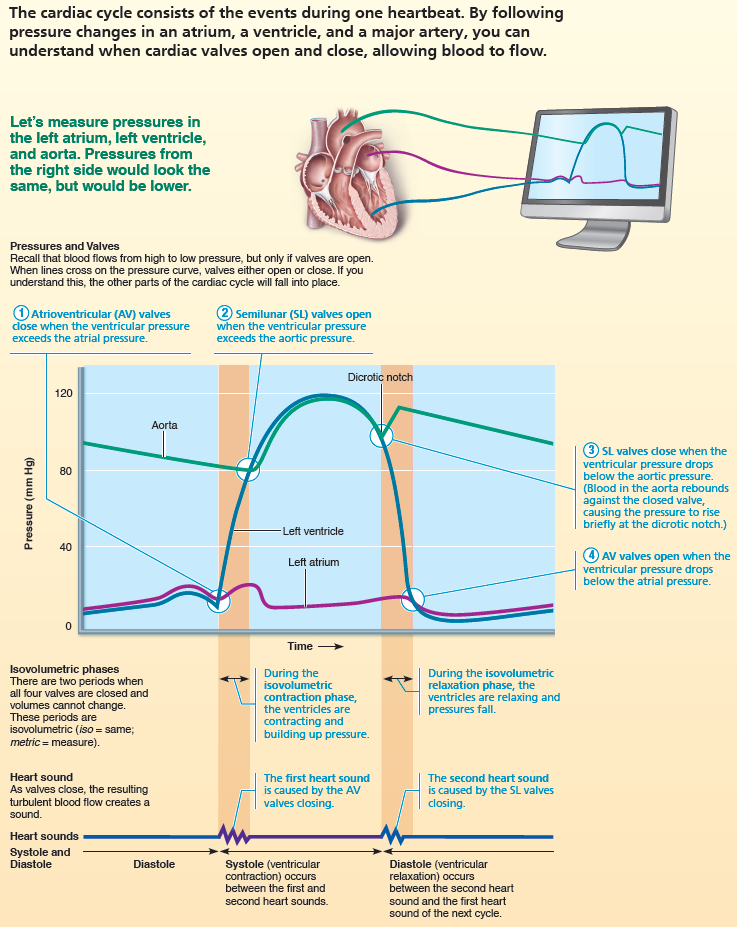 The cardiac cycle consists of the events during one heartbeat. By following
pressure changes in an atrium, a ventricle, and a major artery, you can
understand when cardiac valves open and close, allowing blood to flow.
Let's measure pressures in
the left atrium, left ventricle,
and aorta. Pressures from
the right side would look the
same, but would be lower.
Pressures and Valves
Recall that blood flows from high to low pressure, but only if valves are open.
When lines cross on the pressure curve, valves either open or close. If you
understand this, the other parts of the cardiac cycle will fall into place.
1 Atrioventricular (AV) valves
close when the ventricular pressure
exceeds the atrial pressure.
2 Semilunar (SL) valves open
when the ventricular pressure
exceeds the aortic pressure.
Dicrotic notch
120
Aorta
80
Pressure (mm Hg)
Left ventricle
40
Left atrium
0
Time
3 SL valves close when the
ventricular pressure drops
below the aortic pressure.
(Blood in the aorta rebounds
against the closed valve,
causing the pressure to rise
briefly at the dicrotic notch.)
4 AV valves open when the
ventricular pressure drops
below the atrial pressure.
Isovolumetric phases
There are two periods when
all four valves are closed and
volumes cannot change.
These periods are
isovolumetric (iso = same;
metric = measure).
During the
isovolumetric
contraction phase,
the ventricles are
contracting and
building up pressure.
During the isovolumetric
relaxation phase, the
ventricles are relaxing and
pressures fall.
Heart sound
As valves close, the resulting
turbulent blood flow creates a
sound.
The first heart sound
is caused by the AV
valves closing.
The second heart sound
is caused by the SL valves
closing.
Heart sounds
Systole and
Diastole
Diastole
Systole (ventricular
contraction) occurs
between the first and
second heart sounds.
Diastole (ventricular
relaxation) occurs
between the second heart
sound and the first heart
sound of the next cycle.